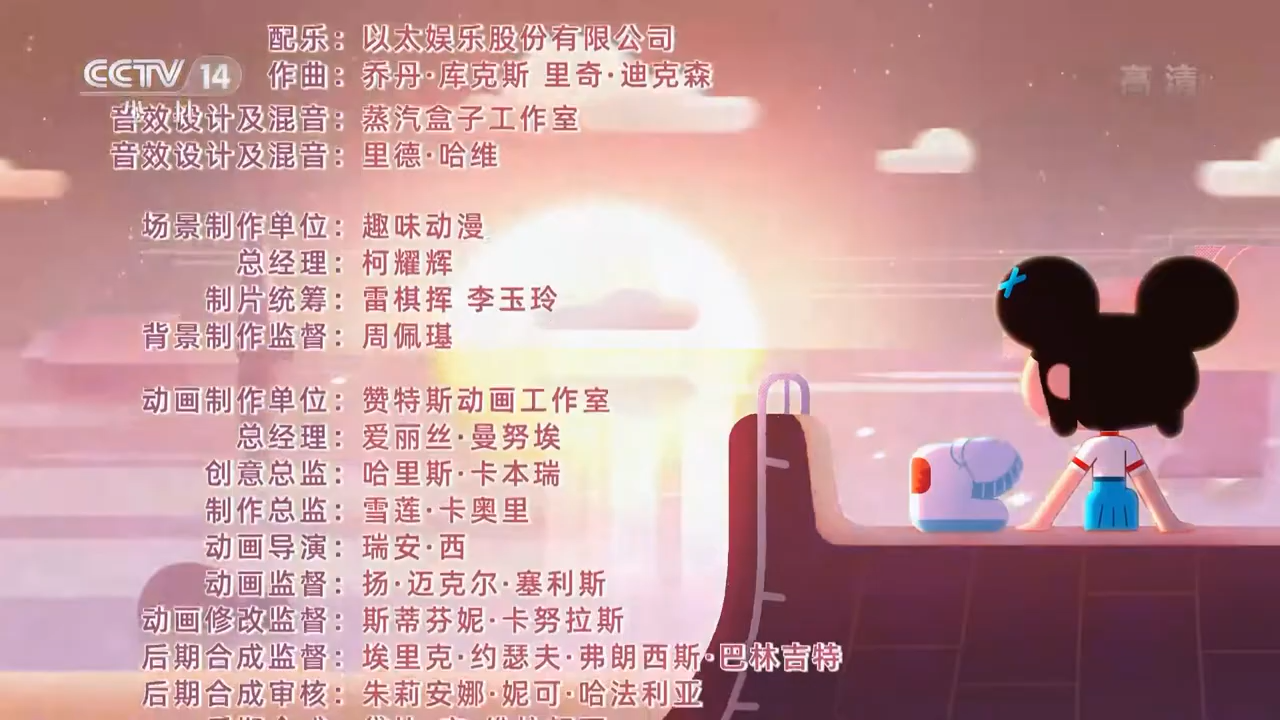 配乐：以太娱乐股份有限公司
CCTV 14
作曲：乔丹·库克斯 里奇·迪克森
高清
音效设计及混音：蒸汽盒子工作室
音效设计及混音：里德·哈维
场景制作单位：趣味动漫
总经理：柯耀辉
制片统筹：雷棋挥 李玉玲
背景制作监督：周佩璂
动画制作单位：赞特斯动画工作室
总经理：爱丽丝·曼努埃
创意总监：哈里斯·卡本瑞
制作总监：雪莲·卡奥里
动画导演：瑞安·西
动画监督：扬·迈克尔·塞利斯
动画修改监督：斯蒂芬妮·卡努拉斯
后期合成监督：埃里克·约瑟夫·弗朗西斯·巴林吉特
后期合成审核：朱莉安娜·妮可·哈法利亚